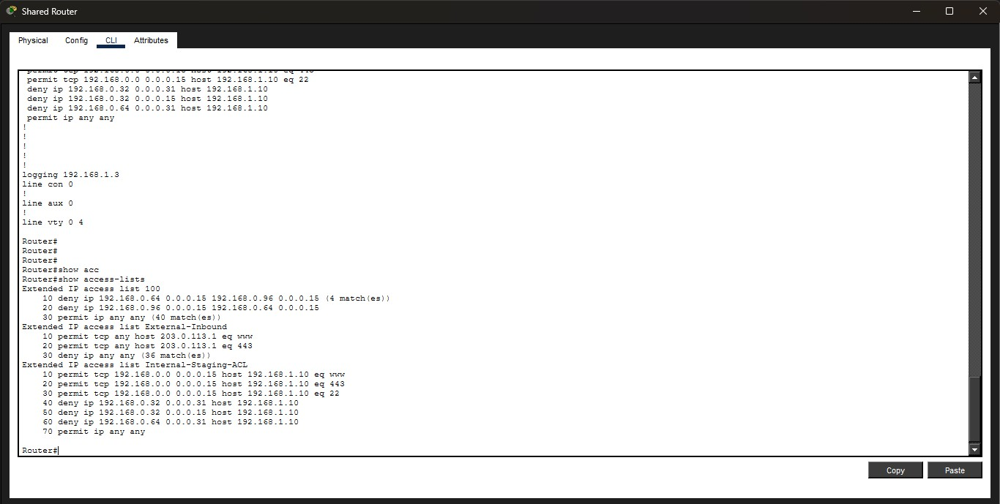 Shared Router
Physical Config CLI Attributes
permit tcp 192.168.0.0 0.0.0.15 host 192.168.1.10 eq 443
permit tcp 192.168.0.0 0.0.0.15 host 192.168.1.10 eq 22
deny ip 192.168.0.32 0.0.0.31 host 192.168.1.10
deny ip 192.168.0.32 0.0.0.15 host 192.168.1.10
deny ip 192.168.0.64 0.0.0.31 host 192.168.1.10
permit ip any any
!
!
!
!
!
logging 192.168.1.3
line con 0
!
line aux 0
!
line vty 0 4
Router#
Router#
Router#
Router#show acc
Router#show access-lists
Extended IP access list 100
10 deny ip 192.168.0.64 0.0.0.15 192.168.0.96 0.0.0.15 (4 match(es))
20 deny ip 192.168.0.96 0.0.0.15 192.168.0.64 0.0.0.15
30 permit ip any any (40 match(es))
Extended IP access list External-Inbound
10 permit tcp any host 203.0.113.1 eq www
20 permit tcp any host 203.0.113.1 eq 443
30 deny ip any any (36 match(es))
Extended IP access list Internal-Staging-ACL
10 permit tcp 192.168.0.0 0.0.0.15 host 192.168.1.10 eq www
20 permit tcp 192.168.0.0 0.0.0.15 host 192.168.1.10 eq 443
30 permit tcp 192.168.0.0 0.0.0.15 host 192.168.1.10 eq 22
40 deny ip 192.168.0.32 0.0.0.31 host 192.168.1.10
50 deny ip 192.168.0.32 0.0.0.15 host 192.168.1.10
60 deny ip 192.168.0.64 0.0.0.31 host 192.168.1.10
70 permit ip any any
Router#
Copy Paste